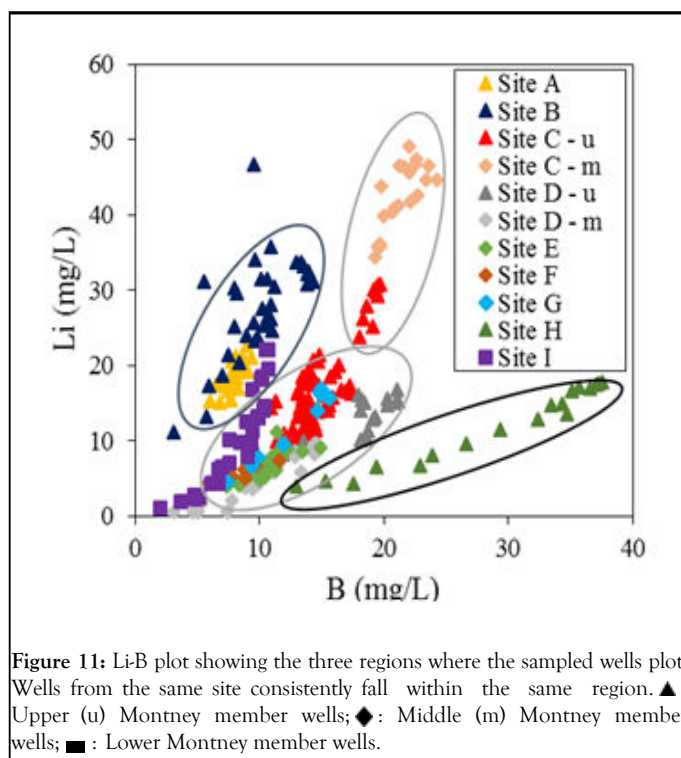 60
50
40
30
20
10
0
Li (mg/L)
0 10 20 30 40
B (mg/L)
Site A
Site B
Site C - u
Site C - m
Site D - u
Site D - m
Site E
Site F
Site G
Site H
Site I
Figure 11: Li-B plot showing the three regions where the sampled wells plot
Wells from the same site consistently fall within the same region. ▲
Upper (u) Montney member wells; ◆ : Middle (m) Montney membe
wells; ■ : Lower Montney member wells.